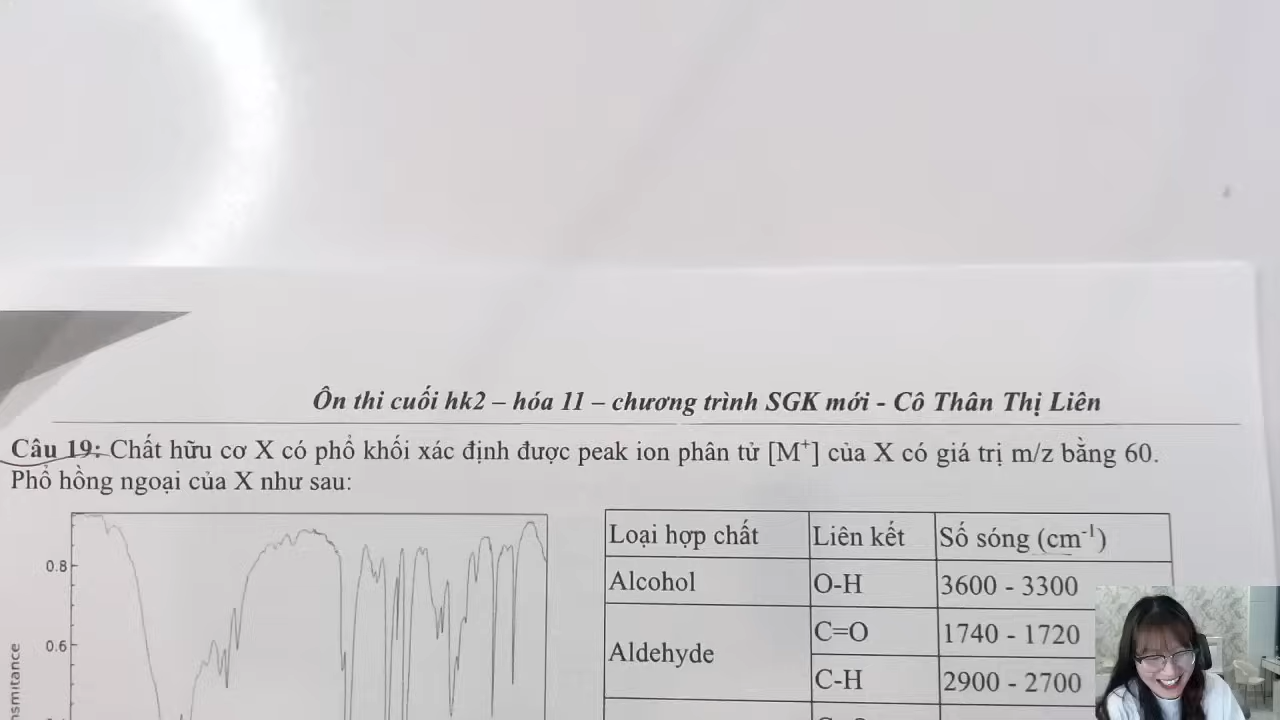 Ôn thi cuối hk2 – hóa 11 – chương trình SGK mới - Cô Thân Thị Liên
Câu 19: Chất hữu cơ X có phổ khối xác định được peak ion phân tử [M⁺] của X có giá trị m/z bằng 60.
Phổ hồng ngoại của X như sau:
0.8
0.6
Loại hợp chất Liên kết Số sóng (cm⁻¹)
Alcohol O-H 3600 - 3300
Aldehyde C=O 1740 - 1720
C-H 2900 - 2700